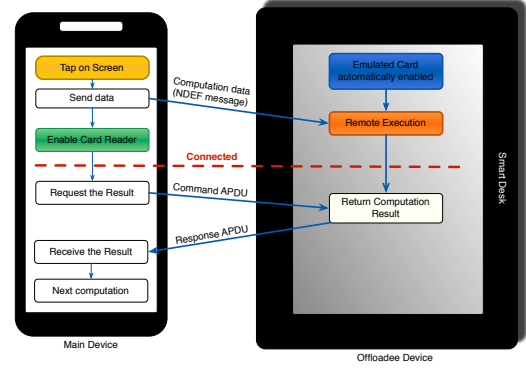 Tap on Screen
Send data
Enable Card Reader
Request the Result
Receive the Result
Next computation
Main Device
Computation data
(NDEF message)
Connected
Command APDU
Response APDU
Emulated Card
automatically enabled
Remote Execution
Return Computation
Result
Smart Desk
Offloadee Device